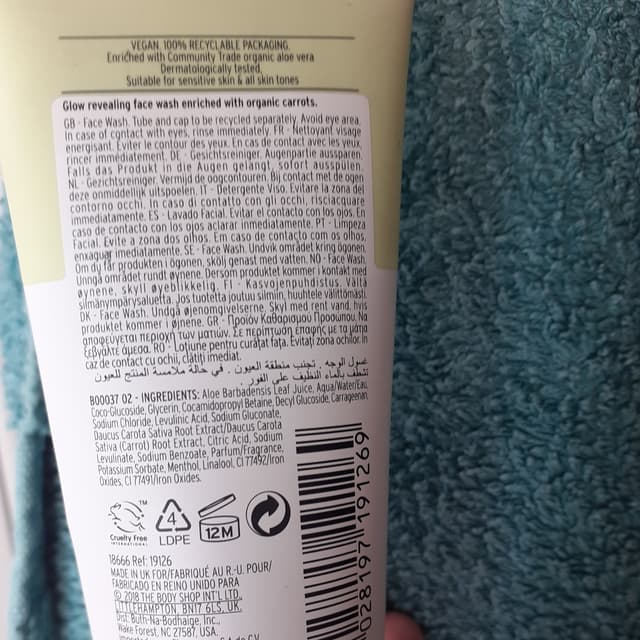 VEGAN. 100% RECYCLABLE PACKAGING.
Enriched with Community Trade organic aloe vera
Dermatologically tested.
Suitable for sensitive skin & all skin tones
Glow revealing face wash enriched with organic carrots.
GB - Face Wash. Tube and cap to be recycled separately. Avoid eye area.
In case of contact with eyes, rinse immediately. FR - Nettoyant visage
énergisant. Éviter le contour des yeux. En cas de contact avec les yeux,
rincer immédiatement. DE - Gesichtsreiniger. Augenpartie aussparen.
Falls das Produkt in die Augen gelangt, sofort ausspülen.
NL - Gezichtsreiniger. Vermijd de oogcontouren. Bij contact met de ogen
deze onmiddellijk uitspoelen. IT - Detergente Viso. Evitare la zona del
contorno occhi. In caso di contatto con gli occhi, risciacquare
immediatamente. ES - Lavado Facial. Evitar el contacto con los ojos. En
caso de contacto con los ojos aclarar inmediatamente. PT - Limpeza
Facial. Evite a zona dos olhos. Em caso de contacto com os olhos,
enxaguar imediatamente. SE - Face Wash. Undvik området kring ögonen.
Om du får produkten i ögonen, skölj genast med vatten. NO - Face Wash.
Unngå området rundt øynene. Dersom produktet kommer i kontakt med
øynene, skyll øyeblikkelig. FI - Kasvojenpuhdistus. Vältä
silmänympärysaluetta. Jos tuotetta joutuu silmiin, huuhtele välittömästi.
DK - Face Wash. Undgå øjenomgivelserne. Skyl med rent vand, hvis
produktet kommer i øjnene. GR - Προϊόν Καθαρισμού Προσώπου. Να
αποφεύγεται περιοχή των ματιών. Σε περίπτωση επαφής με τα μάτια
ξεβγάλτε άμεσα. RO - Loțiune pentru curățat fața. Evitați zona ochilor. În
caz de contact cu ochii, clătiți imediat.
غسول الوجه. تجنب منطقة العيون. في حالة ملامسة المنتج للعيون
تشطف بالماء النظيف على الفور.
B00037 02 - INGREDIENTS: Aloe Barbadensis Leaf Juice, Aqua/Water/Eau,
Coco-Glucoside, Glycerin, Cocamidopropyl Betaine, Decyl Glucoside, Carrageenan,
Sodium Chloride, Levulinic Acid, Sodium Gluconate,
Daucus Carota Sativa Root Extract/Daucus Carota
Sativa (Carrot) Root Extract, Citric Acid, Sodium
Levulinate, Sodium Benzoate, Parfum/Fragrance,
Potassium Sorbate, Menthol, Linalool, CI 77492/Iron
Oxides, CI 77491/Iron Oxides.
TM
Cruelty Free
INTERNATIONAL
4
LDPE
12M
18666 Ref: 19126
MADE IN UK FOR/FABRIQUÉ AU R.-U. POUR/
FABRICADO EN REINO UNIDO PARA
© 2018 THE BODY SHOP INT'L LTD.
LITTLEHAMPTON, BN17 6LS, UK.
Dist: Buth-Na-Bodhaige, Inc.,
Wake Forest, NC 27587, USA.
028197 191269